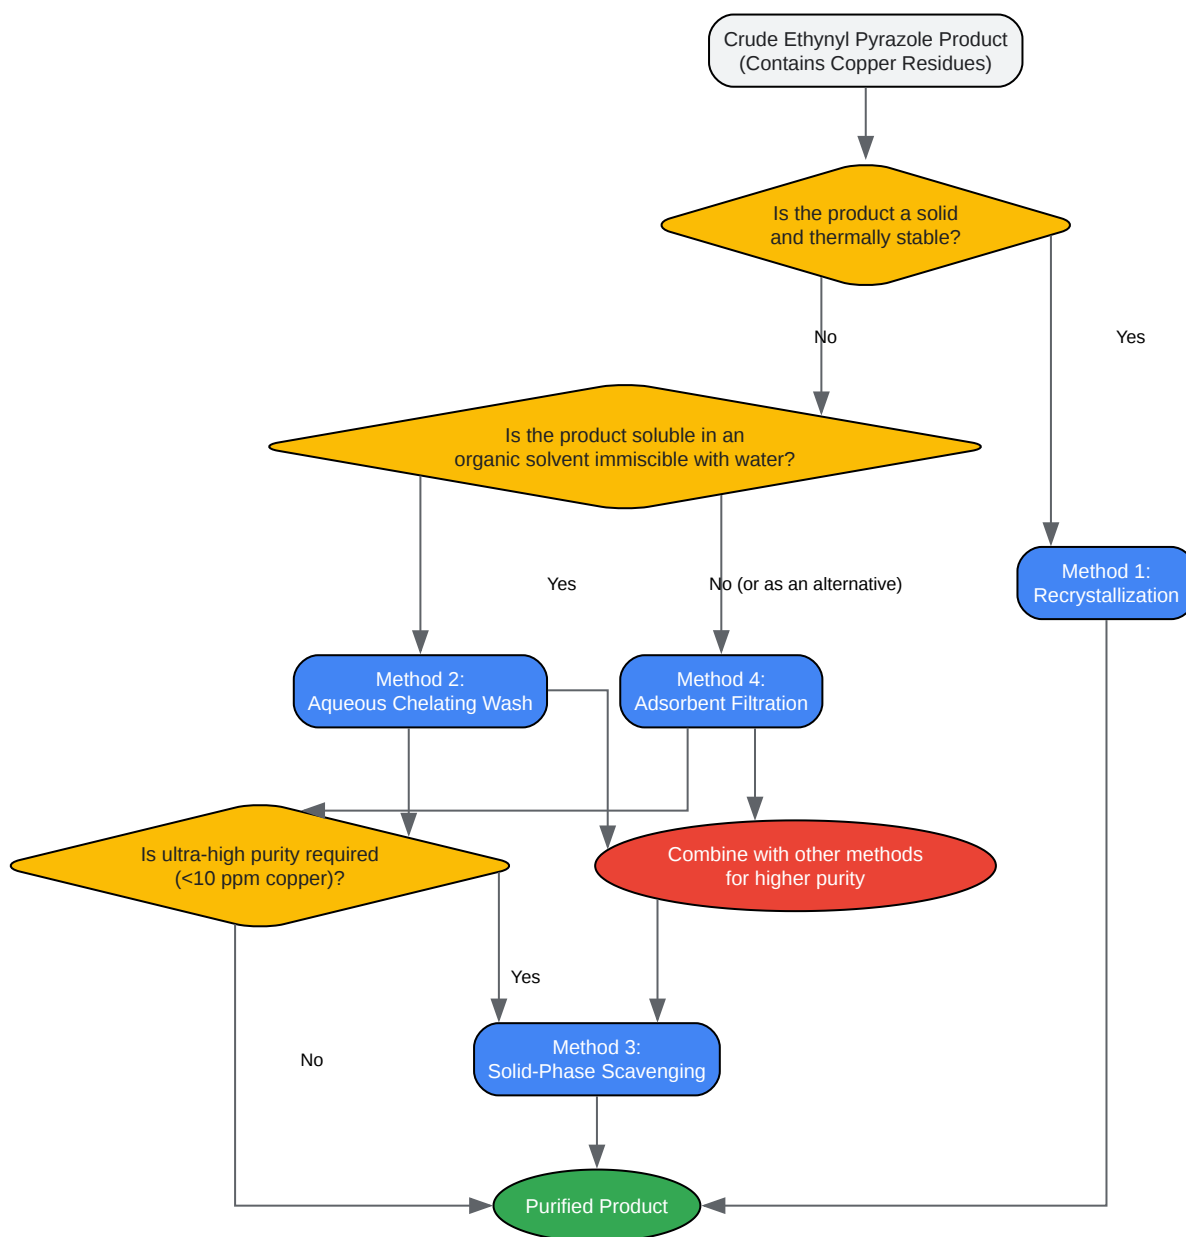 Crude Ethynyl Pyrazole Product
(Contains Copper Residues)
Is the product a solid
and thermally stable?
No
Yes
Is the product soluble in an
organic solvent immiscible with water?
Yes
No (or as an alternative)
Method 1:
Recrystallization
Method 2:
Aqueous Chelating Wash
Method 4:
Adsorbent Filtration
Is ultra-high purity required
(<10 ppm copper)?
Combine with other methods
for higher purity
Yes
No
Method 3:
Solid-Phase Scavenging
Purified Product